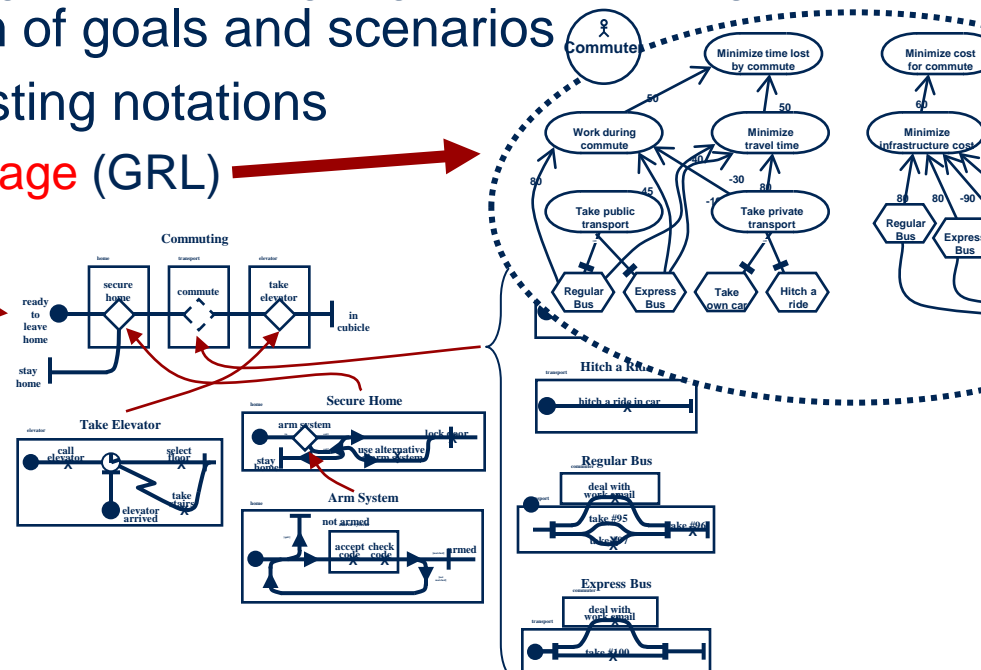 of goals and scenarios
sting notations
age (GRL)
Commuter
Minimize time lost
by commute
Minimize cost
for commute
50
50
60
Work during
commute
Minimize
travel time
Minimize
infrastructure cost
80
45
40
-30
80
80
80
-90
Take public
transport
Take private
transport
Regular
Bus
Express
Bus
Regular
Bus
Express
Bus
Take
own car
Hitch a
ride
Commuting
home
transport
elevator
secure
home
commute
take
elevator
ready
to
leave
home
in
cubicle
stay
home
Take Elevator
elevator
call
elevator
select
floor
take
stairs
elevator
arrived
Secure Home
home
arm system
lock door
use alternative
alarm system
stay
home
Arm System
home
not armed
accept
code
check
code
armed
Hitch a Ride
transport
hitch a ride in car
Regular Bus
commuter
deal with
work email
transport
take #95
take #96
take #97
Express Bus
commuter
deal with
work email
transport
take #100